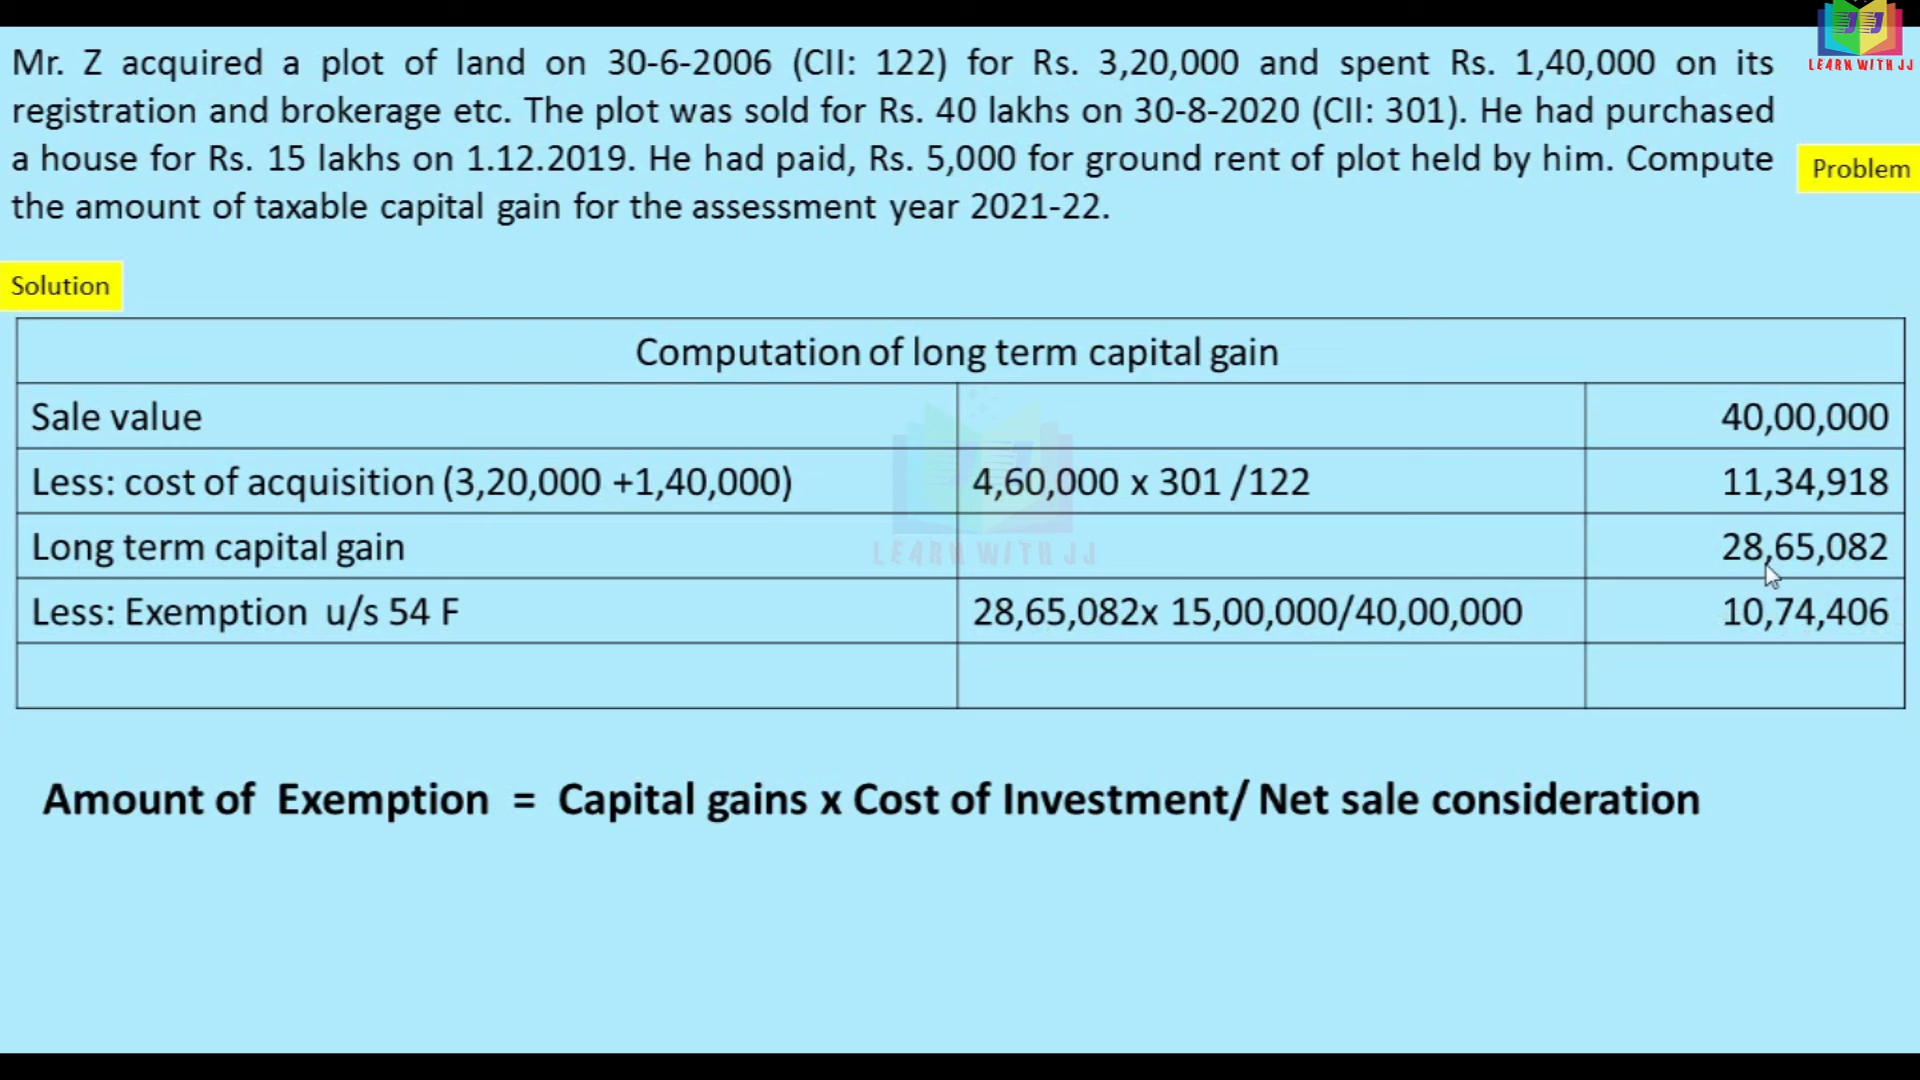 LEARN WITH JJ
Mr. Z acquired a plot of land on 30-6-2006 (CII: 122) for Rs. 3,20,000 and spent Rs. 1,40,000 on its
registration and brokerage etc. The plot was sold for Rs. 40 lakhs on 30-8-2020 (CII: 301). He had purchased
a house for Rs. 15 lakhs on 1.12.2019. He had paid, Rs. 5,000 for ground rent of plot held by him. Compute
the amount of taxable capital gain for the assessment year 2021-22.
Problem
Solution
Computation of long term capital gain
Sale value 40,00,000
Less: cost of acquisition (3,20,000 +1,40,000) 4,60,000 x 301 /122 11,34,918
Long term capital gain 28,65,082
LEARN WITH JJ
Less: Exemption u/s 54 F 28,65,082x 15,00,000/40,00,000 10,74,406
Amount of Exemption = Capital gains x Cost of Investment/ Net sale consideration